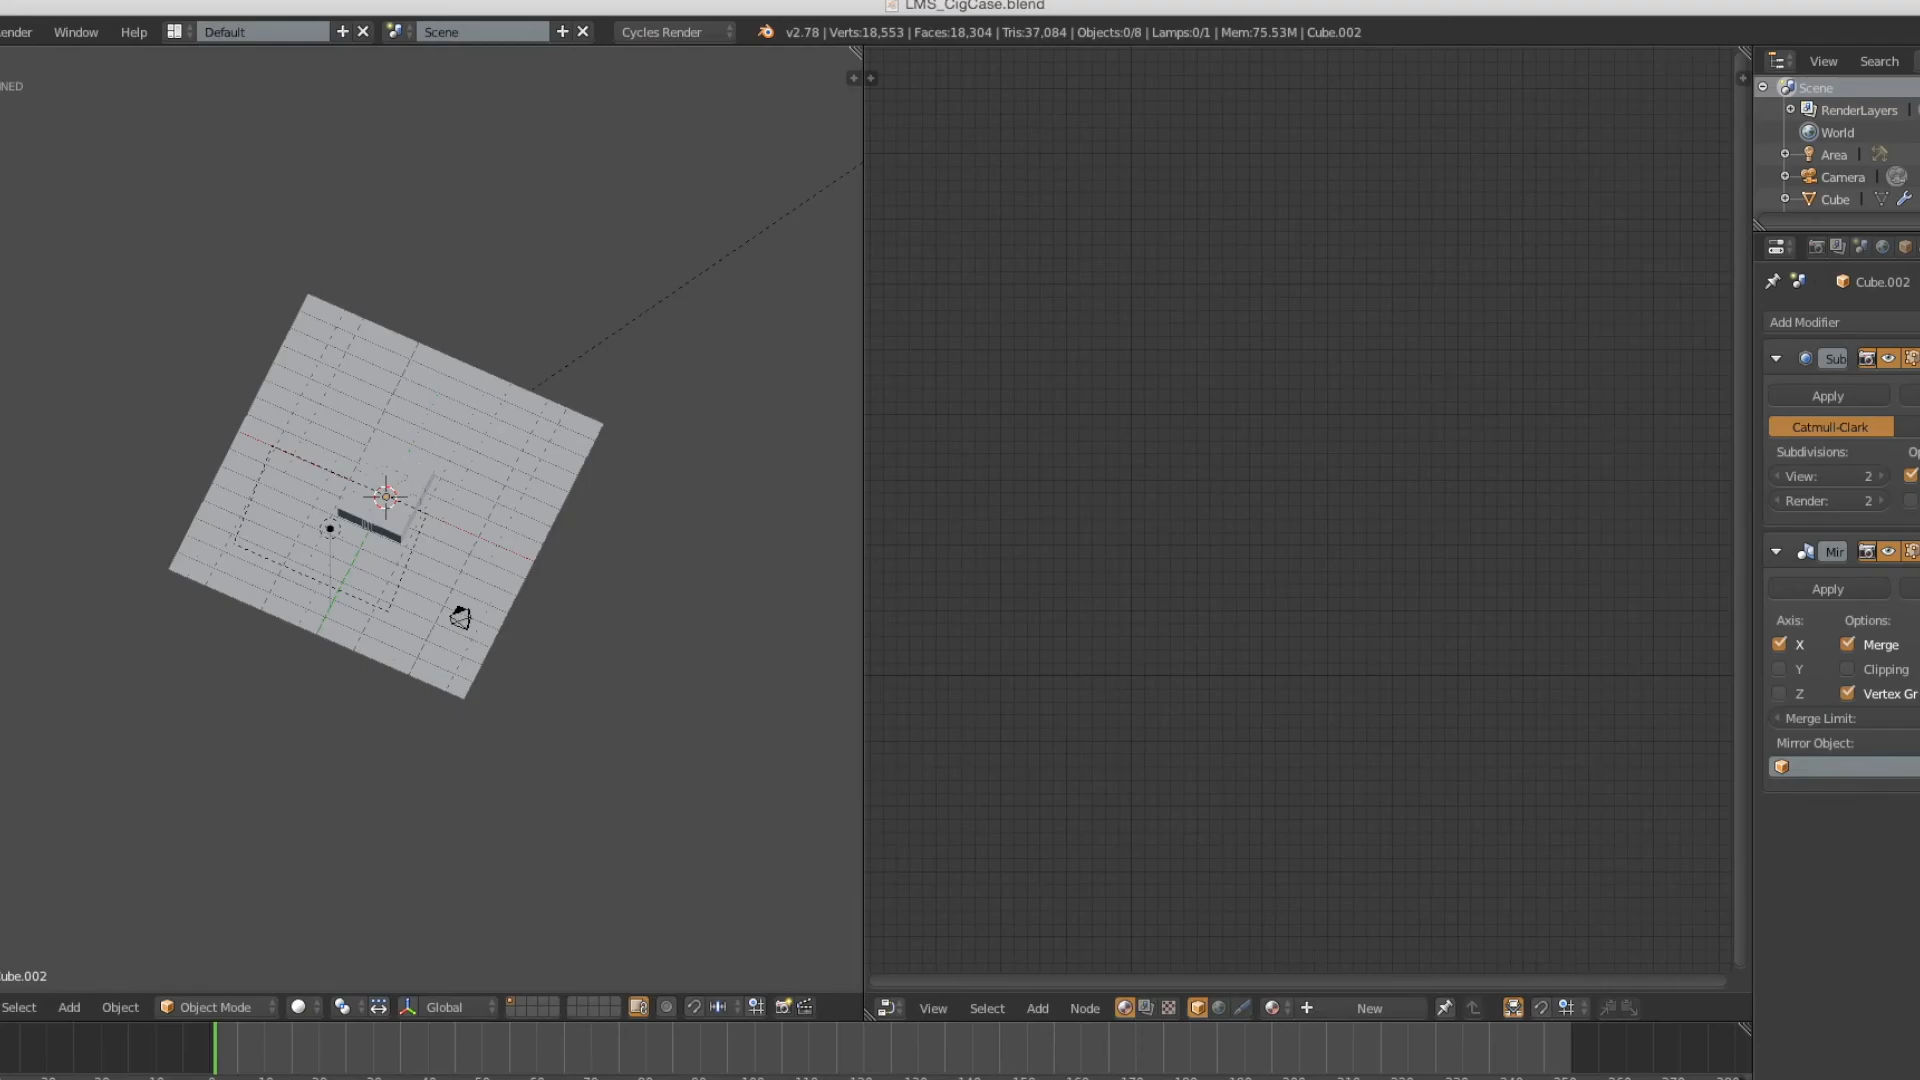 LMS_CigCase.blend
ender Window Help Default Scene Cycles Render v2.78 | Verts:18,553 | Faces:18,304 | Tris:37,084 | Objects:0/8 | Lamps:0/1 | Mem:75.53M | Cube.002
NED
View Search
Scene
RenderLayers
World
Area
Camera
Cube
Cube.002
Add Modifier
Sub
Apply
Catmull-Clark
Subdivisions: Op
View: 2
Render: 2
Mir
Apply
Axis: Options:
X Merge
Y Clipping
Z Vertex Gr
Merge Limit:
Mirror Object:
ube.002
Select Add Object Object Mode Global
View Select Add Node New